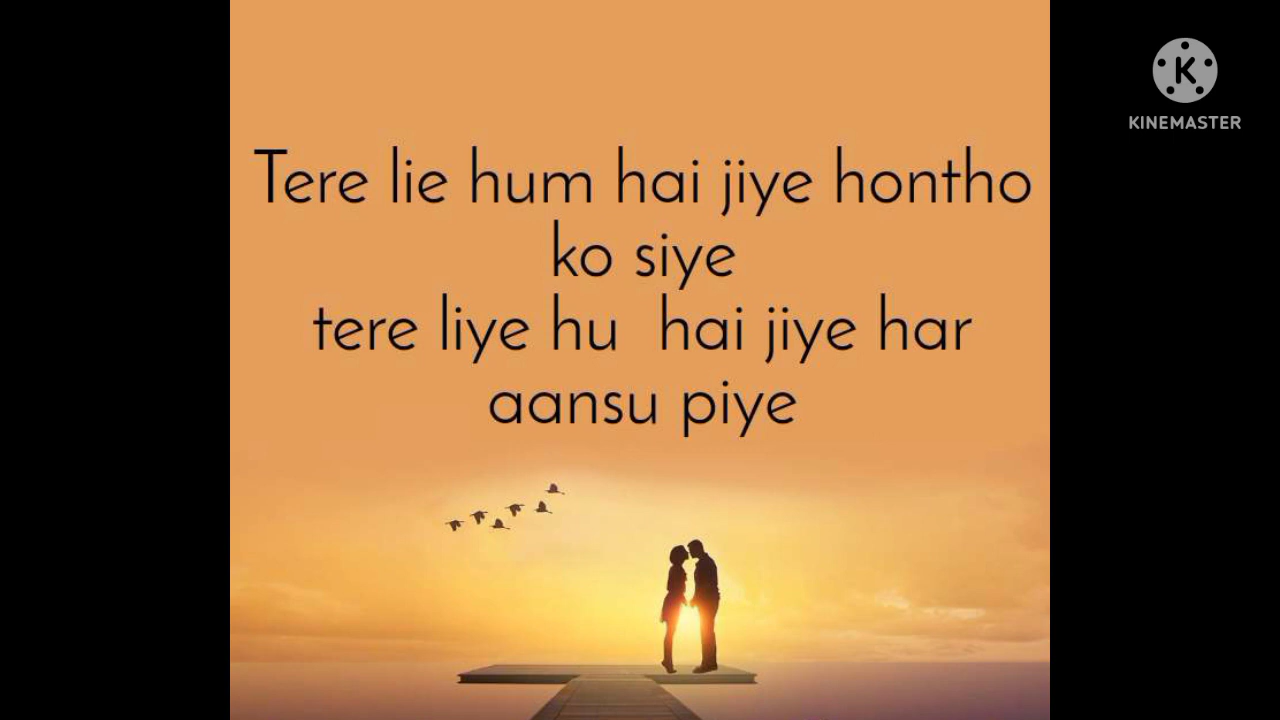 Tere lie hum hai jiye hontho
ko siye
tere liye hu hai jiye har
aansu piye
KINEMASTER